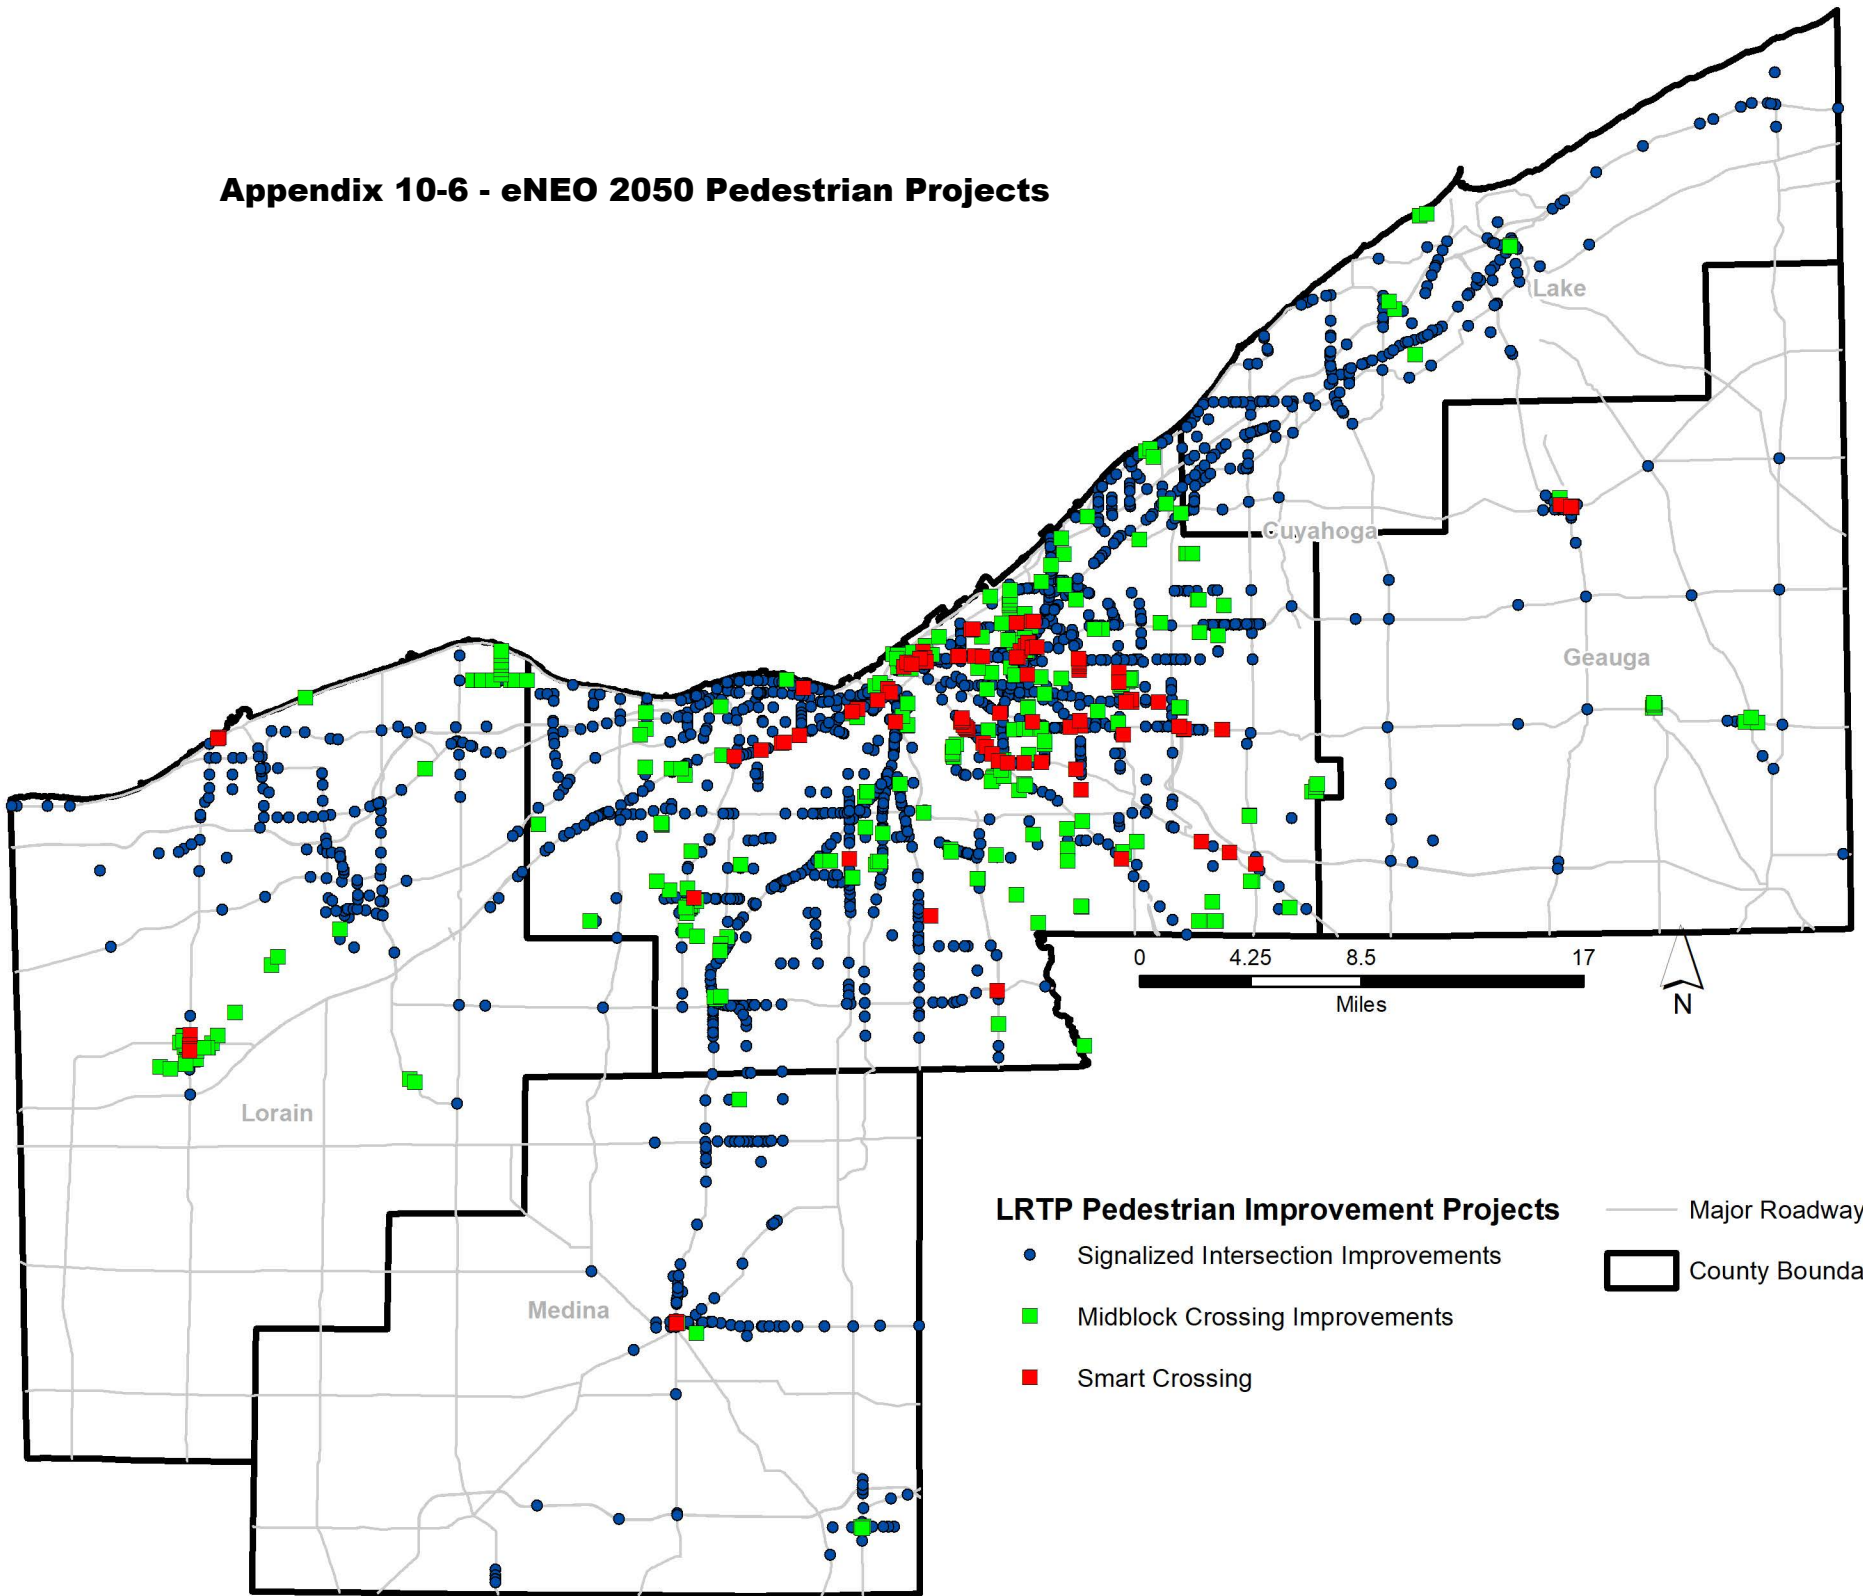 Appendix 10-6 - eNEO 2050 Pedestrian Projects
Lake
Cuyahoga
Geauga
0 4.25 8.5 17
Miles
N
Lorain
Medina
LRTP Pedestrian Improvement Projects
Signalized Intersection Improvements
Midblock Crossing Improvements
Smart Crossing
Major Roadway
County Bounda